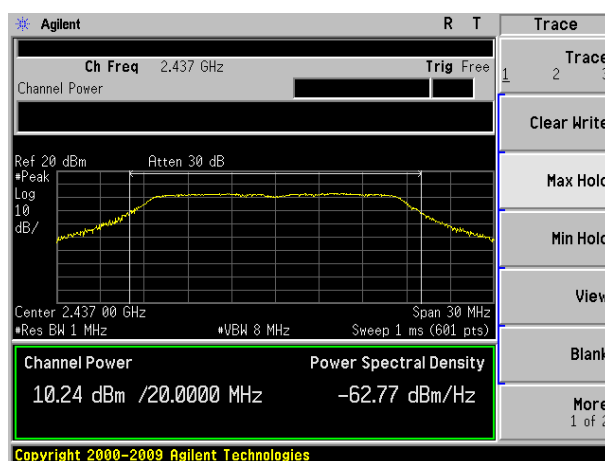 Agilent R T Trace
Ch Freq 2.437 GHz Trig Free
Channel Power
Trace
1 2 3
Clear Write
Max Hold
Min Hold
View
Blank
More
1 of 2
Ref 20 dBm Atten 30 dB
#Peak
Log
10
dB/
Center 2.437 00 GHz Span 30 MHz
#Res BW 1 MHz #VBW 8 MHz Sweep 1 ms (601 pts)
Channel Power Power Spectral Density
10.24 dBm /20.0000 MHz -62.77 dBm/Hz
Copyright 2000-2009 Agilent Technologies